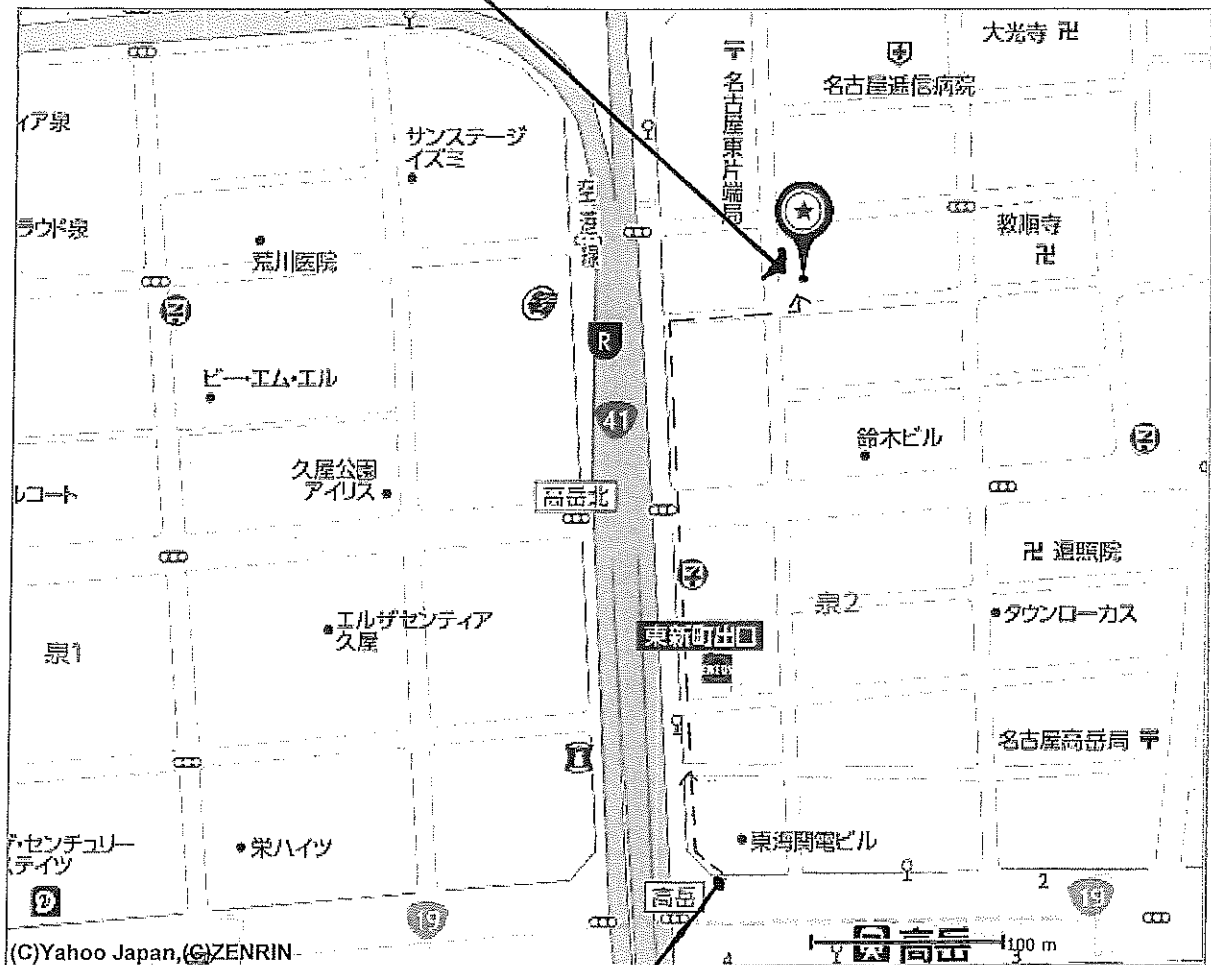 大光寺 卍
〒
名古屋東片端局
名古屋逓信病院
ィア泉
サンステージ
イズミ
空港線
ラウド泉
荒川医院
教順寺
卍
R
41
ビー・エム・エル
鈴木ビル
久屋公園
アイリス
高岳北
レコート
卍 遍照院
泉2
タウンローカス
エルザセンティア
久屋
東新町出口
ENEOS
泉1
名古屋高岳局 〒
東海関電ビル
栄ハイツ
ザ・センチュリー
ステイツ
2
高岳
19
19
(C)Yahoo Japan,(C)ZENRIN
高岳
100 m
4
3